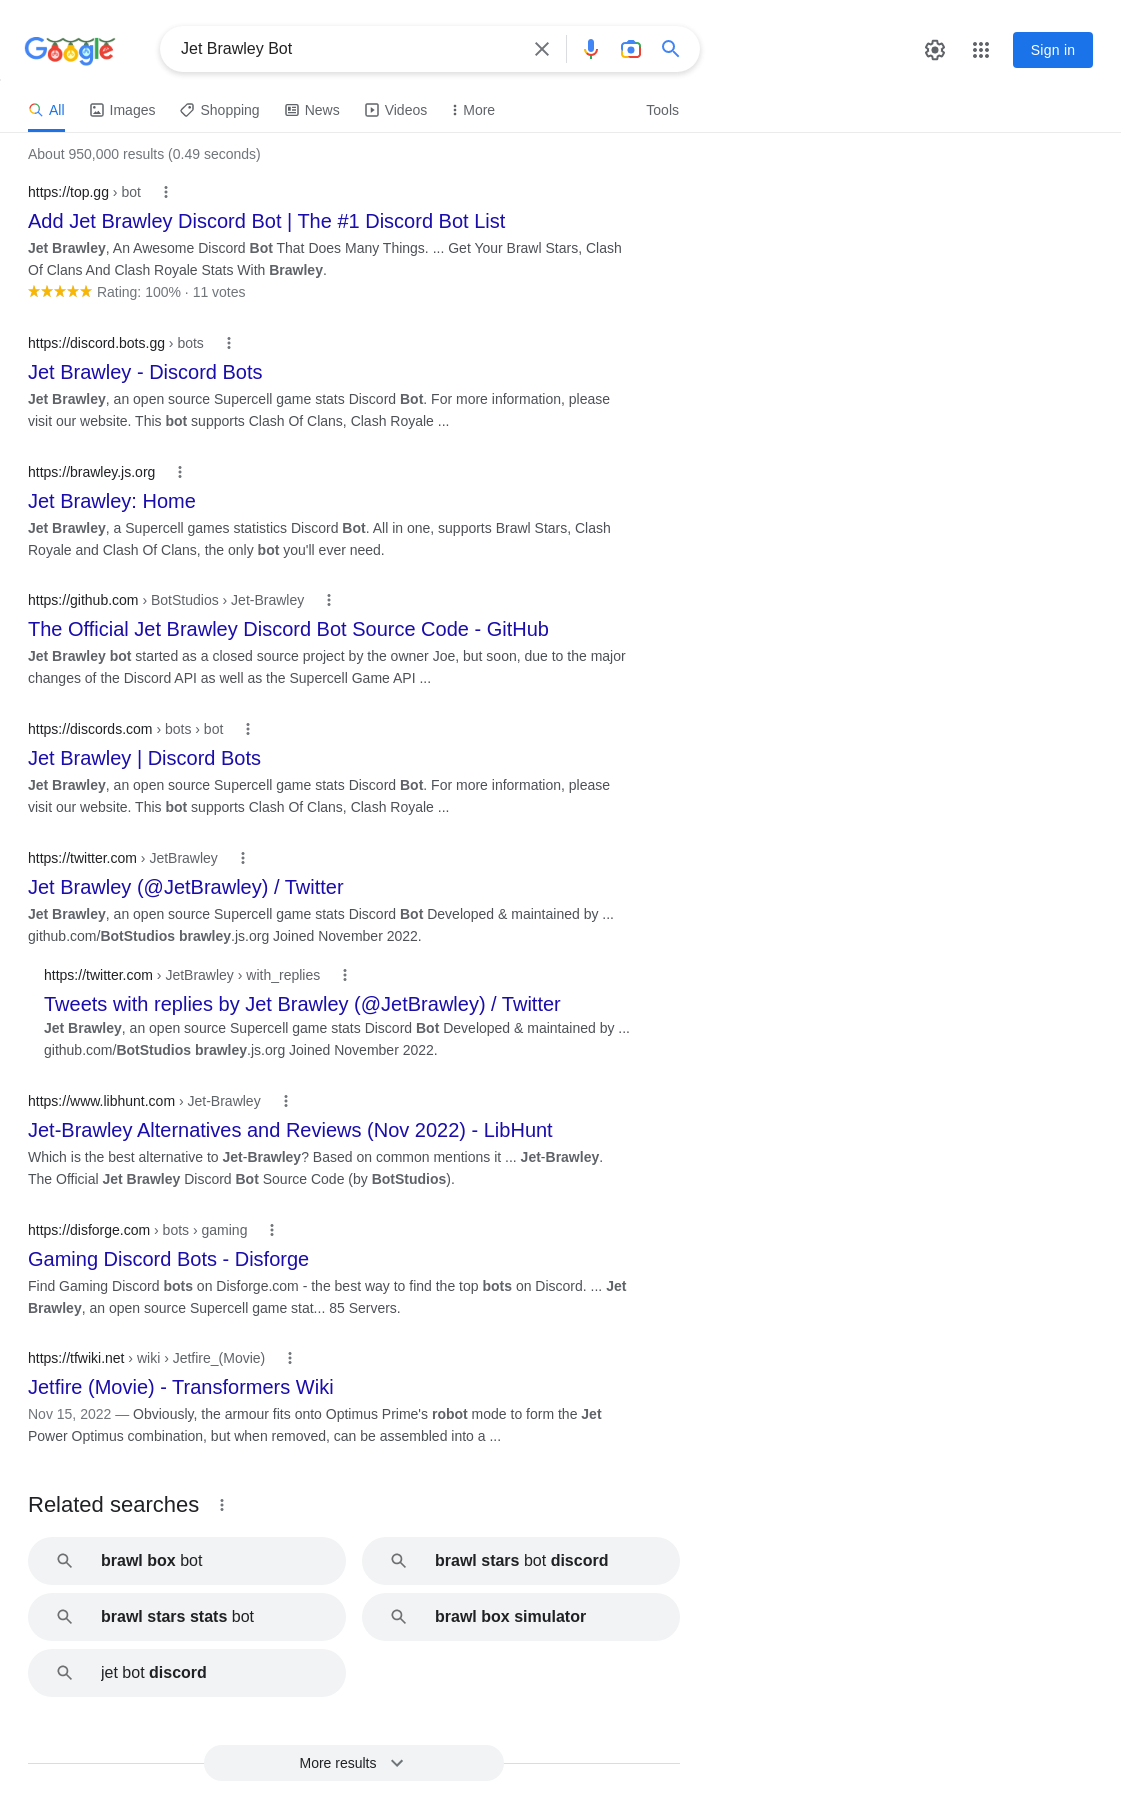 Google
Jet Brawley Bot
Sign in
All
Images
Shopping
News
Videos
More
Tools
About 950,000 results (0.49 seconds)
https://top.gg › bot
Add Jet Brawley Discord Bot | The #1 Discord Bot List
Jet Brawley, An Awesome Discord Bot That Does Many Things. ... Get Your Brawl Stars, Clash
Of Clans And Clash Royale Stats With Brawley.
Rating: 100% · 11 votes
https://discord.bots.gg › bots
Jet Brawley - Discord Bots
Jet Brawley, an open source Supercell game stats Discord Bot. For more information, please
visit our website. This bot supports Clash Of Clans, Clash Royale ...
https://brawley.js.org
Jet Brawley: Home
Jet Brawley, a Supercell games statistics Discord Bot. All in one, supports Brawl Stars, Clash
Royale and Clash Of Clans, the only bot you'll ever need.
https://github.com › BotStudios › Jet-Brawley
The Official Jet Brawley Discord Bot Source Code - GitHub
Jet Brawley bot started as a closed source project by the owner Joe, but soon, due to the major
changes of the Discord API as well as the Supercell Game API ...
https://discords.com › bots › bot
Jet Brawley | Discord Bots
Jet Brawley, an open source Supercell game stats Discord Bot. For more information, please
visit our website. This bot supports Clash Of Clans, Clash Royale ...
https://twitter.com › JetBrawley
Jet Brawley (@JetBrawley) / Twitter
Jet Brawley, an open source Supercell game stats Discord Bot Developed & maintained by ...
github.com/BotStudios brawley.js.org Joined November 2022.
https://twitter.com › JetBrawley › with_replies
Tweets with replies by Jet Brawley (@JetBrawley) / Twitter
Jet Brawley, an open source Supercell game stats Discord Bot Developed & maintained by ...
github.com/BotStudios brawley.js.org Joined November 2022.
https://www.libhunt.com › Jet-Brawley
Jet-Brawley Alternatives and Reviews (Nov 2022) - LibHunt
Which is the best alternative to Jet-Brawley? Based on common mentions it ... Jet-Brawley.
The Official Jet Brawley Discord Bot Source Code (by BotStudios).
https://disforge.com › bots › gaming
Gaming Discord Bots - Disforge
Find Gaming Discord bots on Disforge.com - the best way to find the top bots on Discord. ... Jet
Brawley, an open source Supercell game stat... 85 Servers.
https://tfwiki.net › wiki › Jetfire_(Movie)
Jetfire (Movie) - Transformers Wiki
Nov 15, 2022 — Obviously, the armour fits onto Optimus Prime's robot mode to form the Jet
Power Optimus combination, but when removed, can be assembled into a ...
Related searches
brawl box bot
brawl stars bot discord
brawl stars stats bot
brawl box simulator
jet bot discord
More results